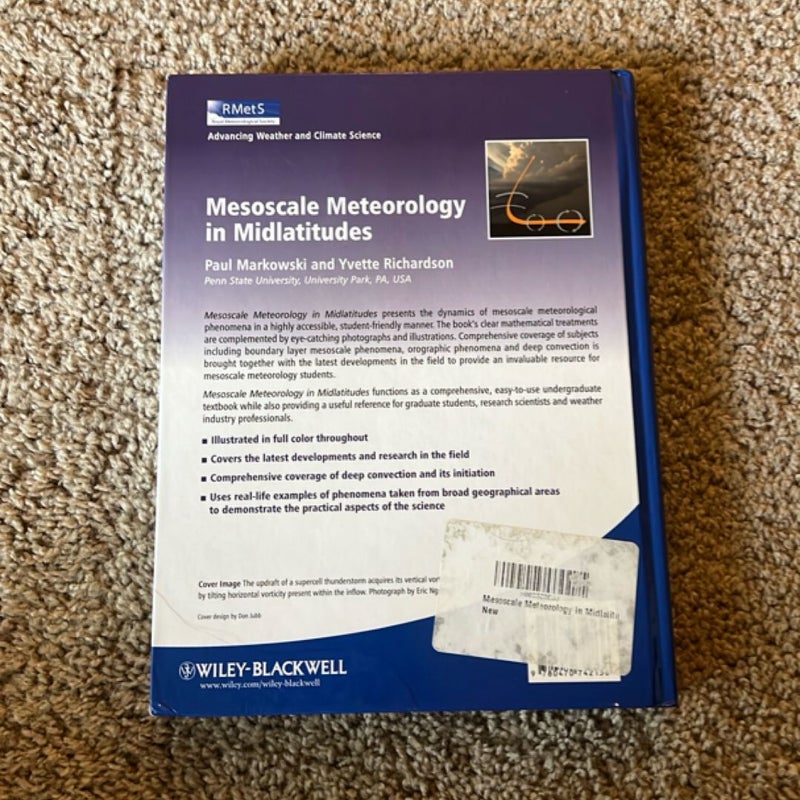 RMetS
Royal Meteorological Society
Advancing Weather and Climate Science
Mesoscale Meteorology
in Midlatitudes
Paul Markowski and Yvette Richardson
Penn State University, University Park, PA, USA
Mesoscale Meteorology in Midlatitudes presents the dynamics of mesoscale meteorological
phenomena in a highly accessible, student-friendly manner. The book's clear mathematical treatments
are complemented by eye-catching photographs and illustrations. Comprehensive coverage of subjects
including boundary layer mesoscale phenomena, orographic phenomena and deep convection is
brought together with the latest developments in the field to provide an invaluable resource for
mesoscale meteorology students.
Mesoscale Meteorology in Midlatitudes functions as a comprehensive, easy-to-use undergraduate
textbook while also providing a useful reference for graduate students, research scientists and weather
industry professionals.
▪ Illustrated in full color throughout
▪ Covers the latest developments and research in the field
▪ Comprehensive coverage of deep convection and its initiation
▪ Uses real-life examples of phenomena taken from broad geographical areas
to demonstrate the practical aspects of the science
Cover Image The updraft of a supercell thunderstorm acquires its vertical vor
by tilting horizontal vorticity present within the inflow. Photograph by Eric Ng
Cover design by Dan Jubb
Mesoscale Meteorology in Midlatitu
New
WILEY-BLACKWELL
www.wiley.com/wiley-blackwell